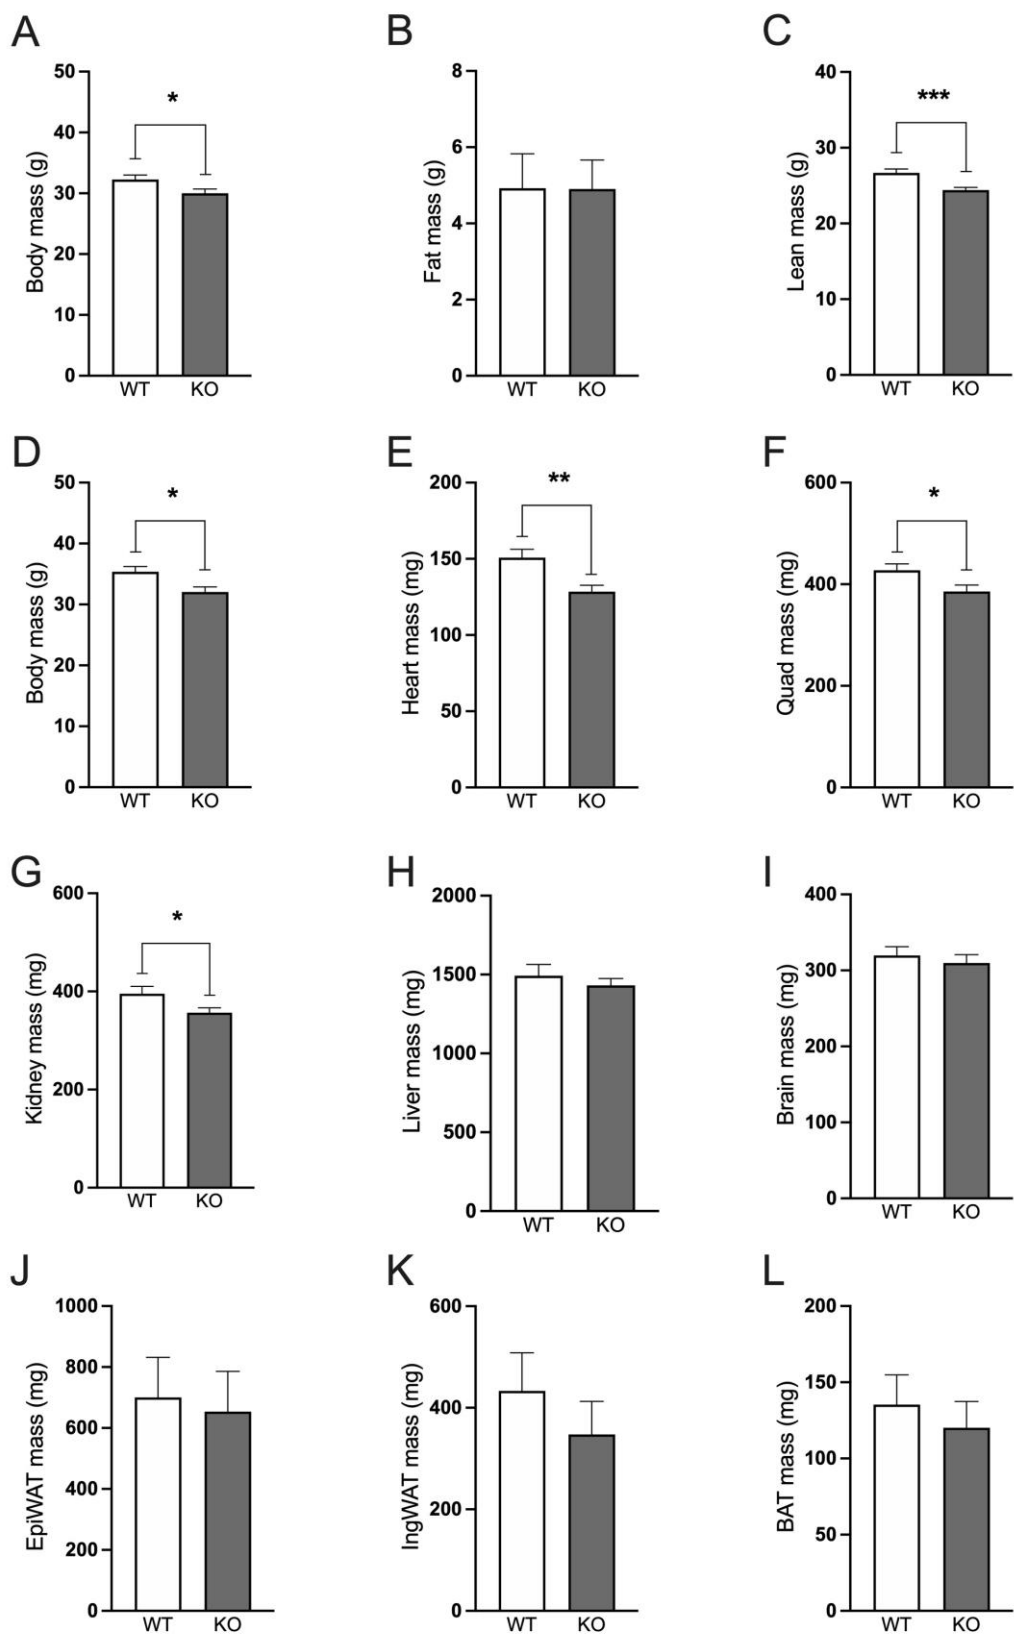 A
Body mass (g)
50
40
30
20
10
0
*
WT KO
B
Fat mass (g)
8
6
4
2
0
WT KO
C
Lean mass (g)
40
30
20
10
0
***
WT KO
D
Body mass (g)
50
40
30
20
10
0
*
WT KO
E
Heart mass (mg)
200
150
100
50
0
**
WT KO
F
Quad mass (mg)
600
400
200
0
*
WT KO
G
Kidney mass (mg)
600
400
200
0
*
WT KO
H
Liver mass (mg)
2000
1500
1000
500
0
WT KO
I
Brain mass (mg)
400
300
200
100
0
WT KO
J
EpiWAT mass (mg)
1000
800
600
400
200
0
WT KO
K
IngWAT mass (mg)
600
400
200
0
WT KO
L
BAT mass (mg)
200
150
100
50
0
WT KO